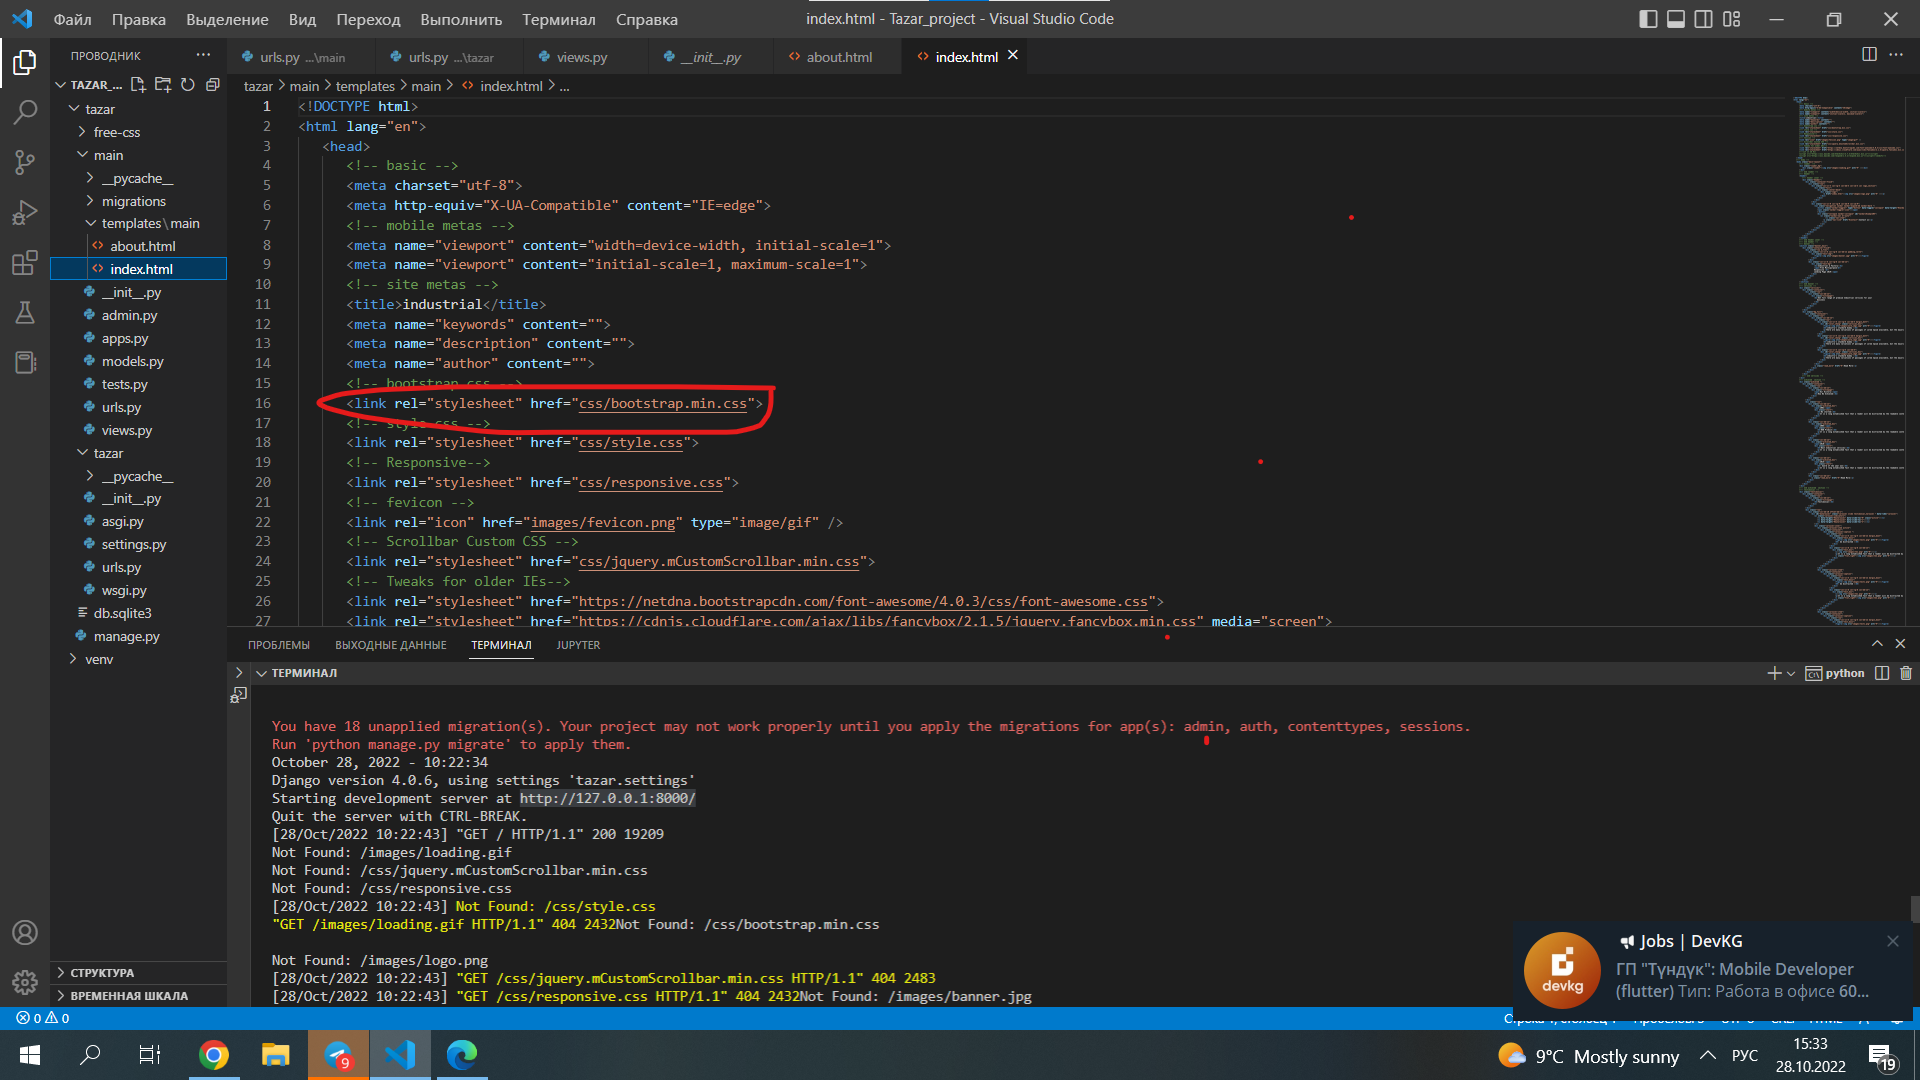 Файл Правка Выделение Вид Переход Выполнить Терминал Справка
index.html - Tazar_project - Visual Studio Code
ПРОВОДНИК
TAZAR_...
tazar
free-css
main
__pycache__
migrations
templates\main
about.html
index.html
__init__.py
admin.py
apps.py
models.py
tests.py
urls.py
views.py
tazar
__pycache__
__init__.py
asgi.py
settings.py
urls.py
wsgi.py
db.sqlite3
manage.py
venv
СТРУКТУРА
ВРЕМЕННАЯ ШКАЛА
urls.py ...\main
urls.py ...\tazar
views.py
__init__.py
about.html
index.html
tazar > main > templates > main > index.html > ...
1 <!DOCTYPE html>
2 <html lang="en">
3 <head>
4 <!-- basic -->
5 <meta charset="utf-8">
6 <meta http-equiv="X-UA-Compatible" content="IE=edge">
7 <!-- mobile metas -->
8 <meta name="viewport" content="width=device-width, initial-scale=1">
9 <meta name="viewport" content="initial-scale=1, maximum-scale=1">
10 <!-- site metas -->
11 <title>industrial</title>
12 <meta name="keywords" content="">
13 <meta name="description" content="">
14 <meta name="author" content="">
15 <!-- bootstrap css -->
16 <link rel="stylesheet" href="css/bootstrap.min.css">
17 <!-- style css -->
18 <link rel="stylesheet" href="css/style.css">
19 <!-- Responsive-->
20 <link rel="stylesheet" href="css/responsive.css">
21 <!-- fevicon -->
22 <link rel="icon" href="images/fevicon.png" type="image/gif" />
23 <!-- Scrollbar Custom CSS -->
24 <link rel="stylesheet" href="css/jquery.mCustomScrollbar.min.css">
25 <!-- Tweaks for older IEs-->
26 <link rel="stylesheet" href="https://netdna.bootstrapcdn.com/font-awesome/4.0.3/css/font-awesome.css">
27 <link rel="stylesheet" href="https://cdnjs.cloudflare.com/ajax/libs/fancybox/2.1.5/jquery.fancybox.min.css" media="screen">
ПРОБЛЕМЫ ВЫХОДНЫЕ ДАННЫЕ ТЕРМИНАЛ JUPYTER
ТЕРМИНАЛ
python
You have 18 unapplied migration(s). Your project may not work properly until you apply the migrations for app(s): admin, auth, contenttypes, sessions.
Run 'python manage.py migrate' to apply them.
October 28, 2022 - 10:22:34
Django version 4.0.6, using settings 'tazar.settings'
Starting development server at http://127.0.0.1:8000/
Quit the server with CTRL-BREAK.
[28/Oct/2022 10:22:43] "GET / HTTP/1.1" 200 19209
Not Found: /images/loading.gif
Not Found: /css/jquery.mCustomScrollbar.min.css
Not Found: /css/responsive.css
[28/Oct/2022 10:22:43] Not Found: /css/style.css
"GET /images/loading.gif HTTP/1.1" 404 2432Not Found: /css/bootstrap.min.css
Not Found: /images/logo.png
[28/Oct/2022 10:22:43] "GET /css/jquery.mCustomScrollbar.min.css HTTP/1.1" 404 2483
[28/Oct/2022 10:22:43] "GET /css/responsive.css HTTP/1.1" 404 2432Not Found: /images/banner.jpg
devkg
Jobs | DevKG
ГП "Түндүк": Mobile Developer
(flutter) Тип: Работа в офисе 60...
0 0
9
9°C Mostly sunny
РУС
15:33
28.10.2022
19